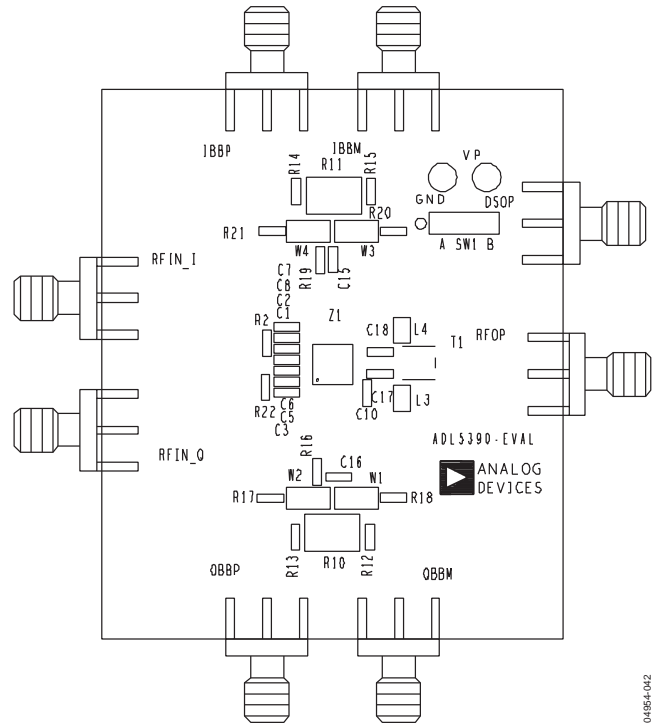 IBBP
IBBM
R14
R11
R15
VP
GND
DSOP
R21
R20
A SW1 B
W4
W3
RFIN_I
C7
C8
C2
C1
R19
C15
R2
Z1
C18
L4
T1
RFOP
R22
C6
C5
C3
C10
C17
L3
RFIN_Q
R16
C16
ADL5390-EVAL
ANALOG
DEVICES
W2
W1
R17
R18
R13
R10
R12
QBBP
QBBM
04954-042